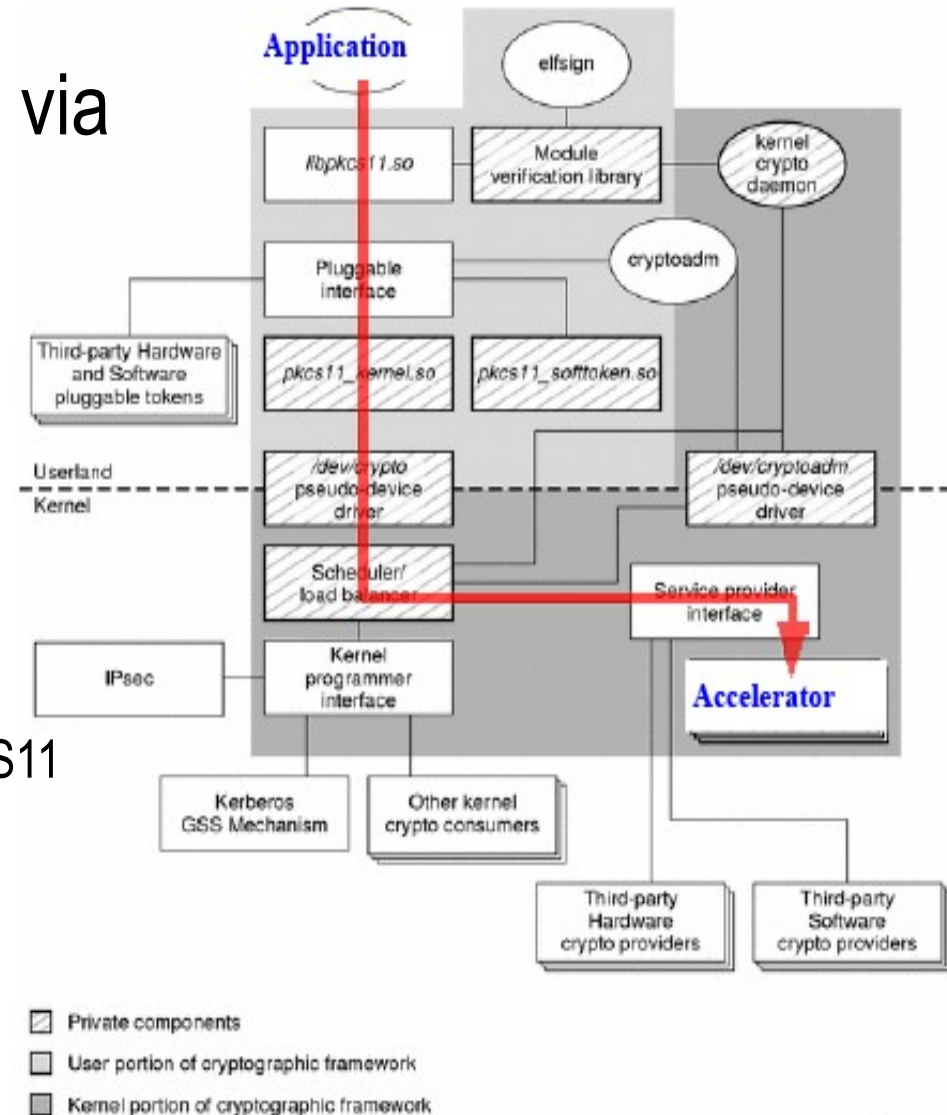 via
Application
elfsign
libpkcs11.so
Module
verification library
kernel
crypto
daemon
Pluggable
interface
cryptoadm
Third-party Hardware
and Software
pluggable tokens
pkcs11_kernel.so
pkcs11_softtoken.so
Userland
Kernel
/dev/crypto
pseudo-device
driver
/dev/cryptoadm
pseudo-device
driver
Scheduler/
load balancer
Service provider
interface
IPsec
Kernel
programmer
interface
Accelerator
S11
Kerberos
GSS Mechanism
Other kernel
crypto consumers
Third-party
Hardware
crypto providers
Third-party
Software
crypto providers
Private components
User portion of cryptographic framework
Kernel portion of cryptographic framework